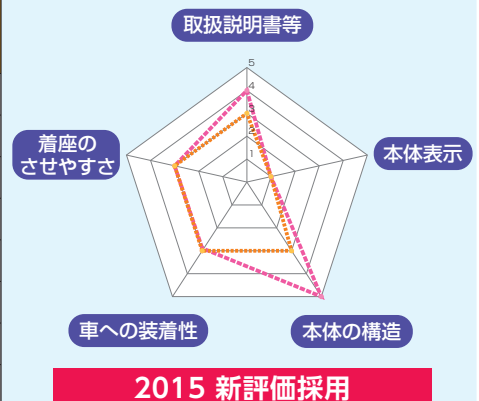 取扱説明書等
5
4
3
2
1
着座の
させやすさ
本体表示
車への装着性
本体の構造
2015 新評価採用